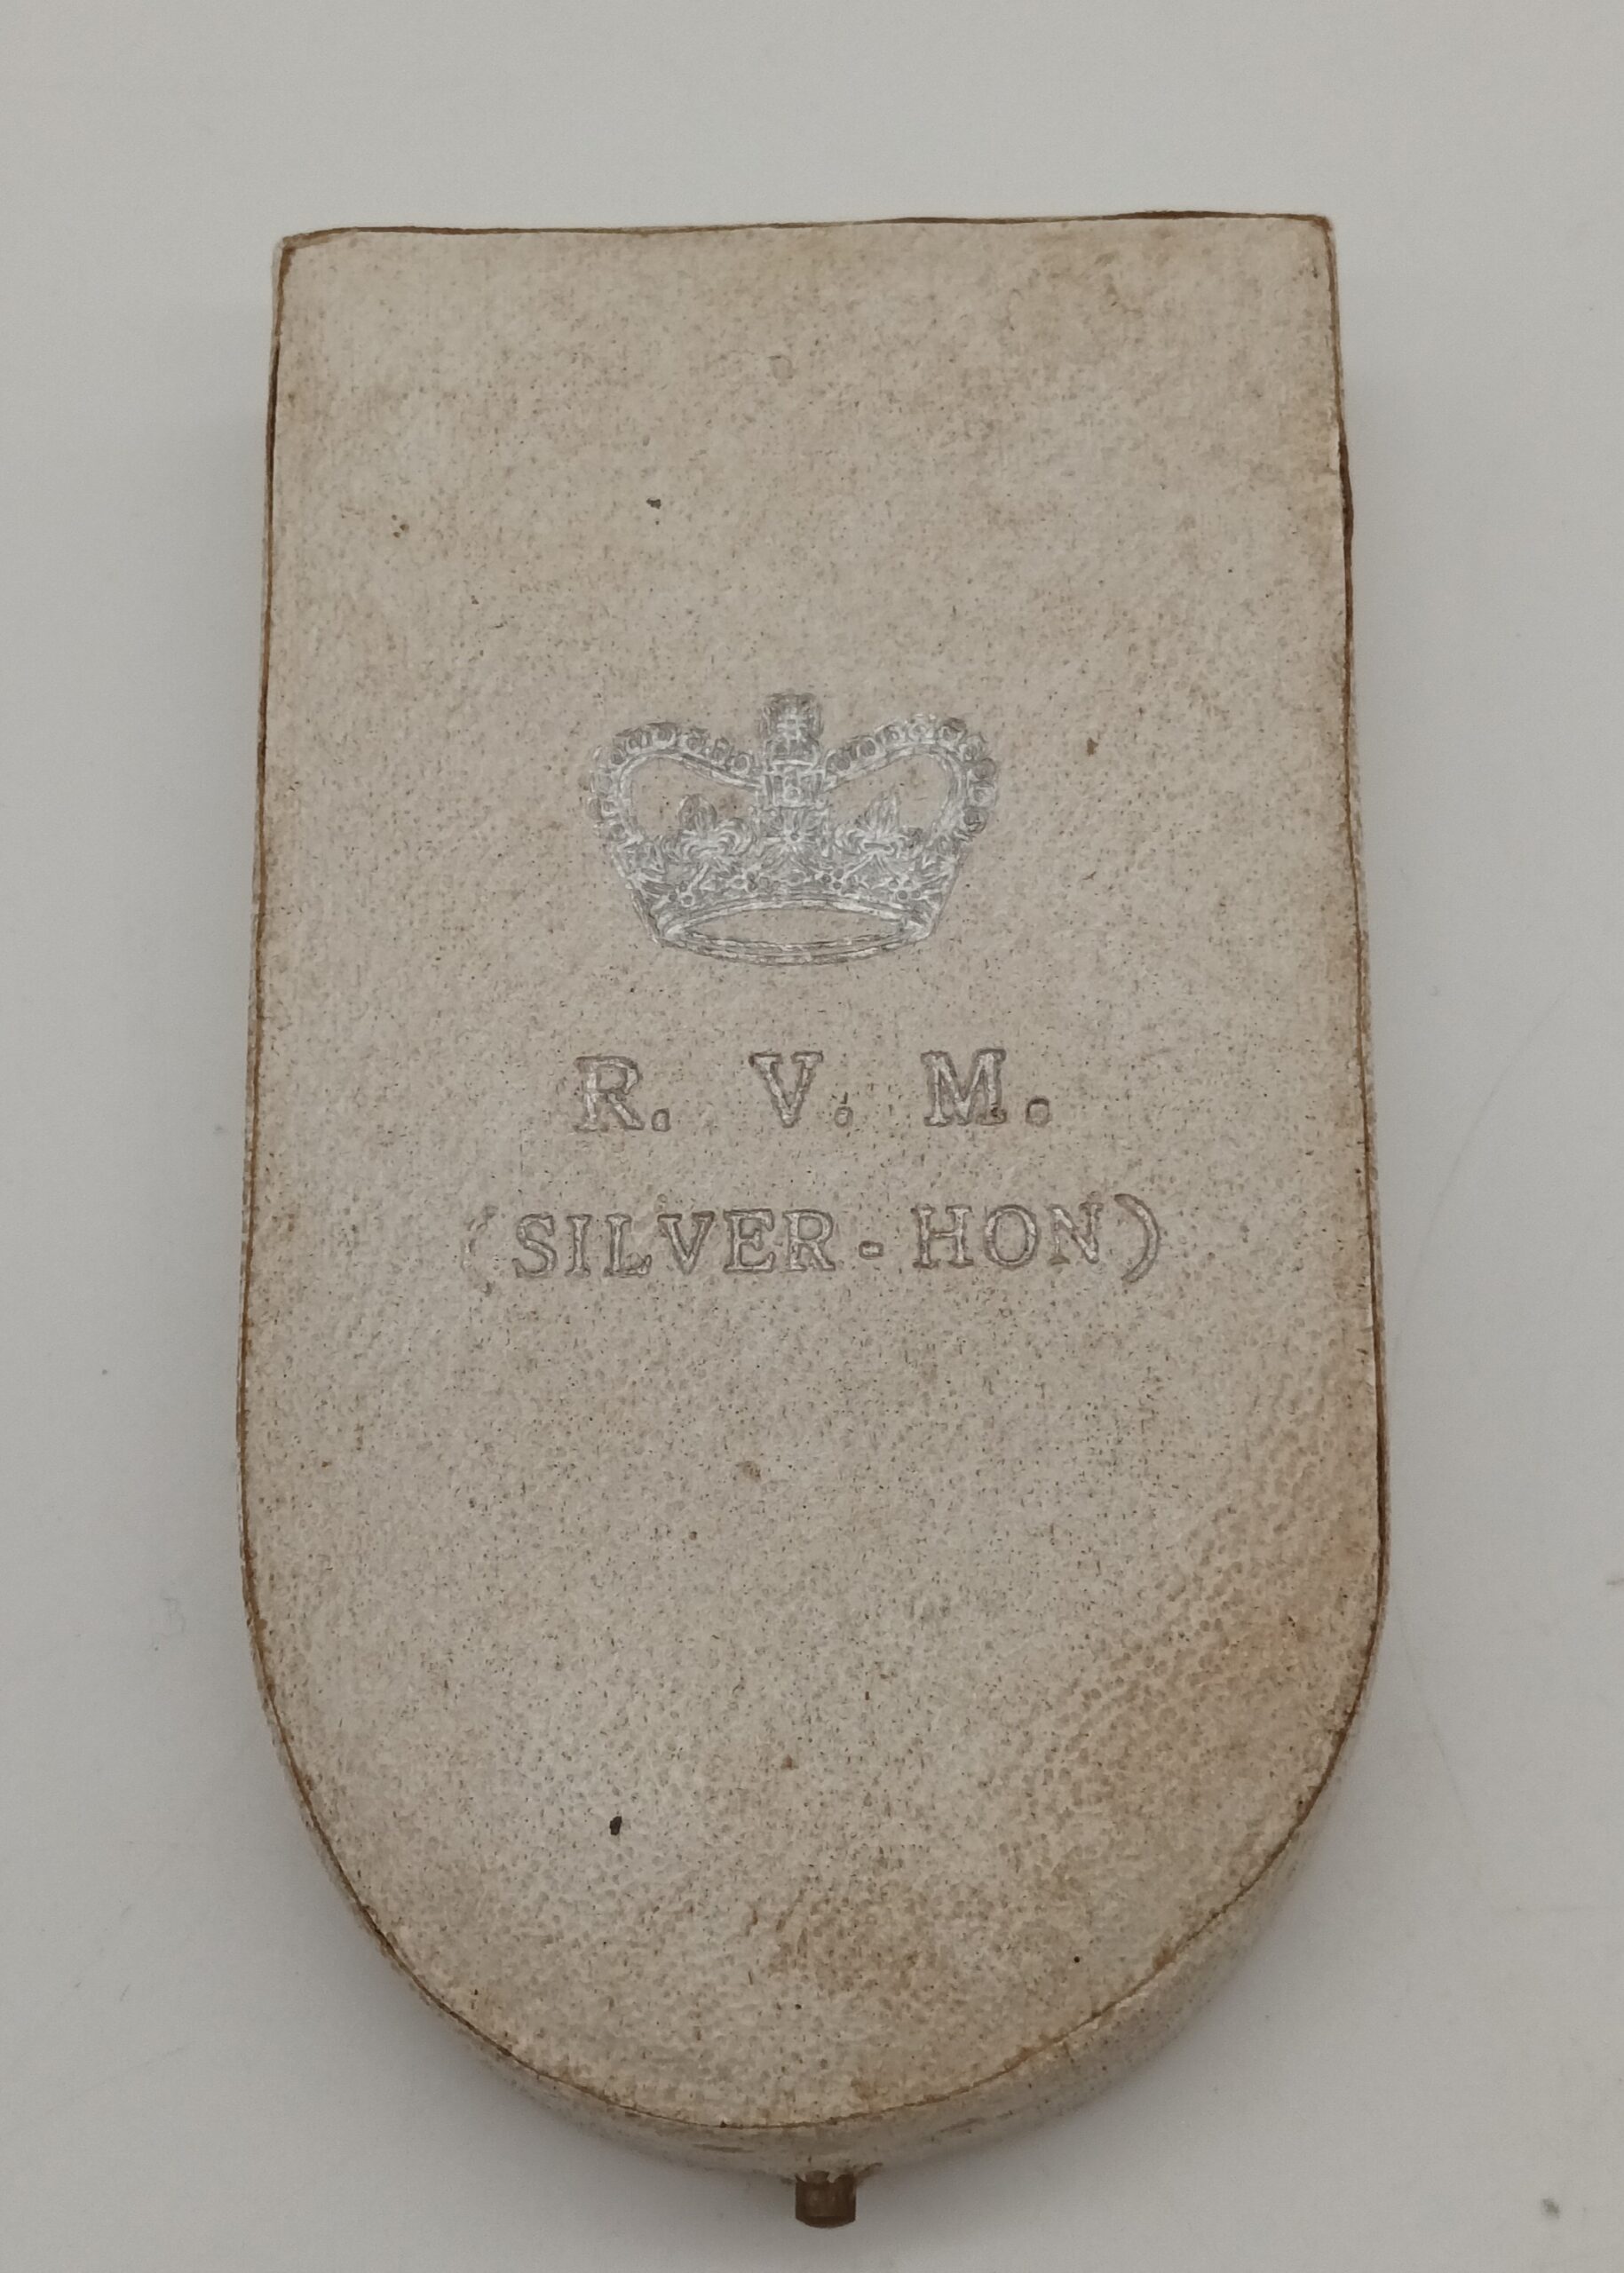 R. V. M.
(SILVER-HON)